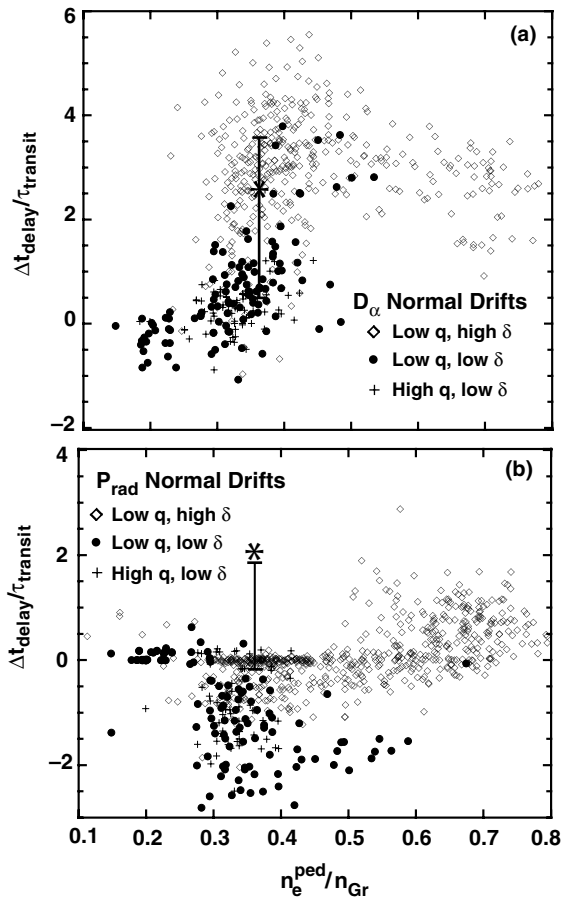 6
(a)
4
2
0
−2
Δt_delay/τ_transit
D_α Normal Drifts
◇ Low q, high δ
● Low q, low δ
+ High q, low δ
4
(b)
2
0
−2
Δt_delay/τ_transit
P_rad Normal Drifts
◇ Low q, high δ
● Low q, low δ
+ High q, low δ
0.1 0.2 0.3 0.4 0.5 0.6 0.7 0.8
n_e^ped/n_Gr